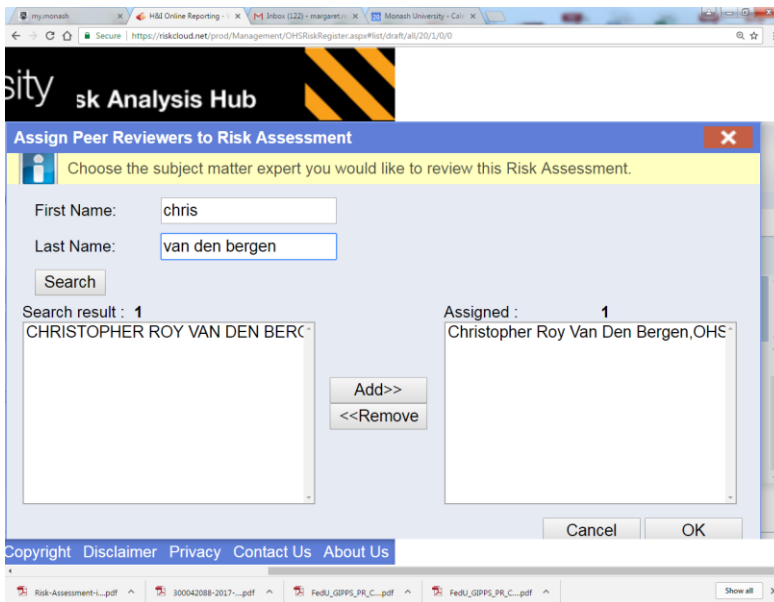 my.monash
H&I Online Reporting -
Inbox (122) - margaret.r
Monash University - Cale
Secure
https://riskcloud.net/prod/Management/OHSRiskRegister.aspx#list/draft/all/20/1/0/0
sity
sk Analysis Hub
Assign Peer Reviewers to Risk Assessment
Choose the subject matter expert you would like to review this Risk Assessment.
First Name: chris
Last Name: van den bergen
Search
Search result : 1
Assigned : 1
CHRISTOPHER ROY VAN DEN BERG
Christopher Roy Van Den Bergen,OHS
Add>>
<<Remove
Cancel OK
Copyright Disclaimer Privacy Contact Us About Us
Risk-Assessment-i....pdf
300042088-2017-....pdf
FedU_GIPPS_PR_C....pdf
FedU_GIPPS_PR_C....pdf
Show all